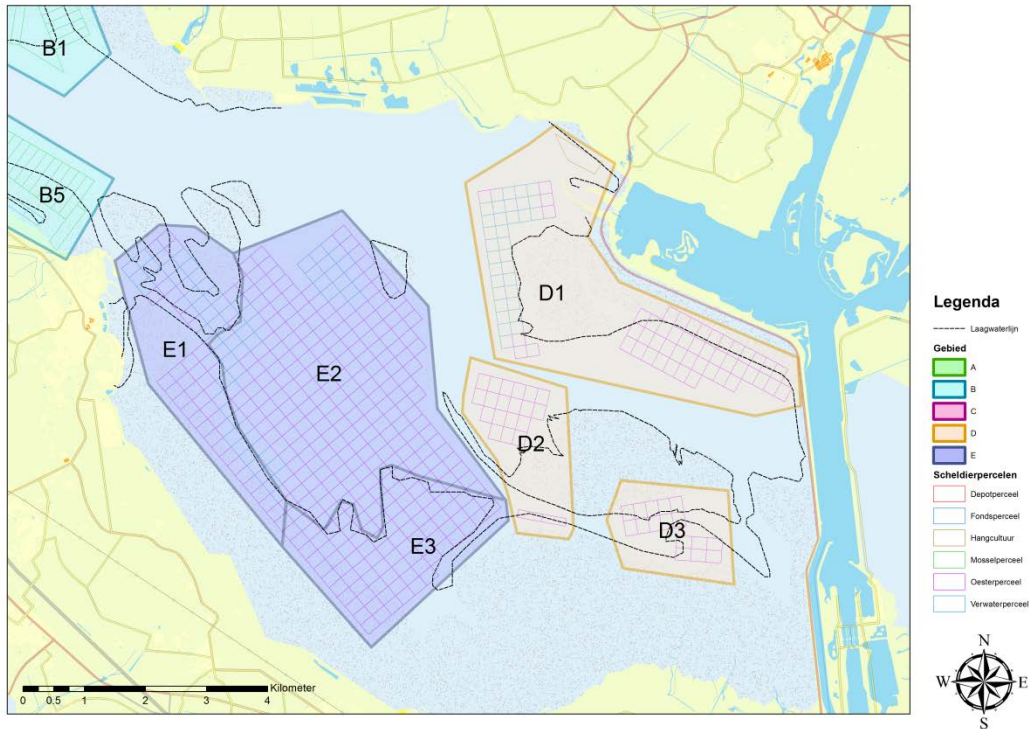 B1
B5
E1
E2
E3
D1
D2
D3
Kilometer
0 0.5 1 2 3 4
Legenda
Laagwaterlijn
Gebied
A
B
C
D
E
Scheldierpercelen
Depotperceel
Fondsperceel
Hangcultuur
Mosselperceel
Oesterperceel
Verwaterperceel
N
W E
S